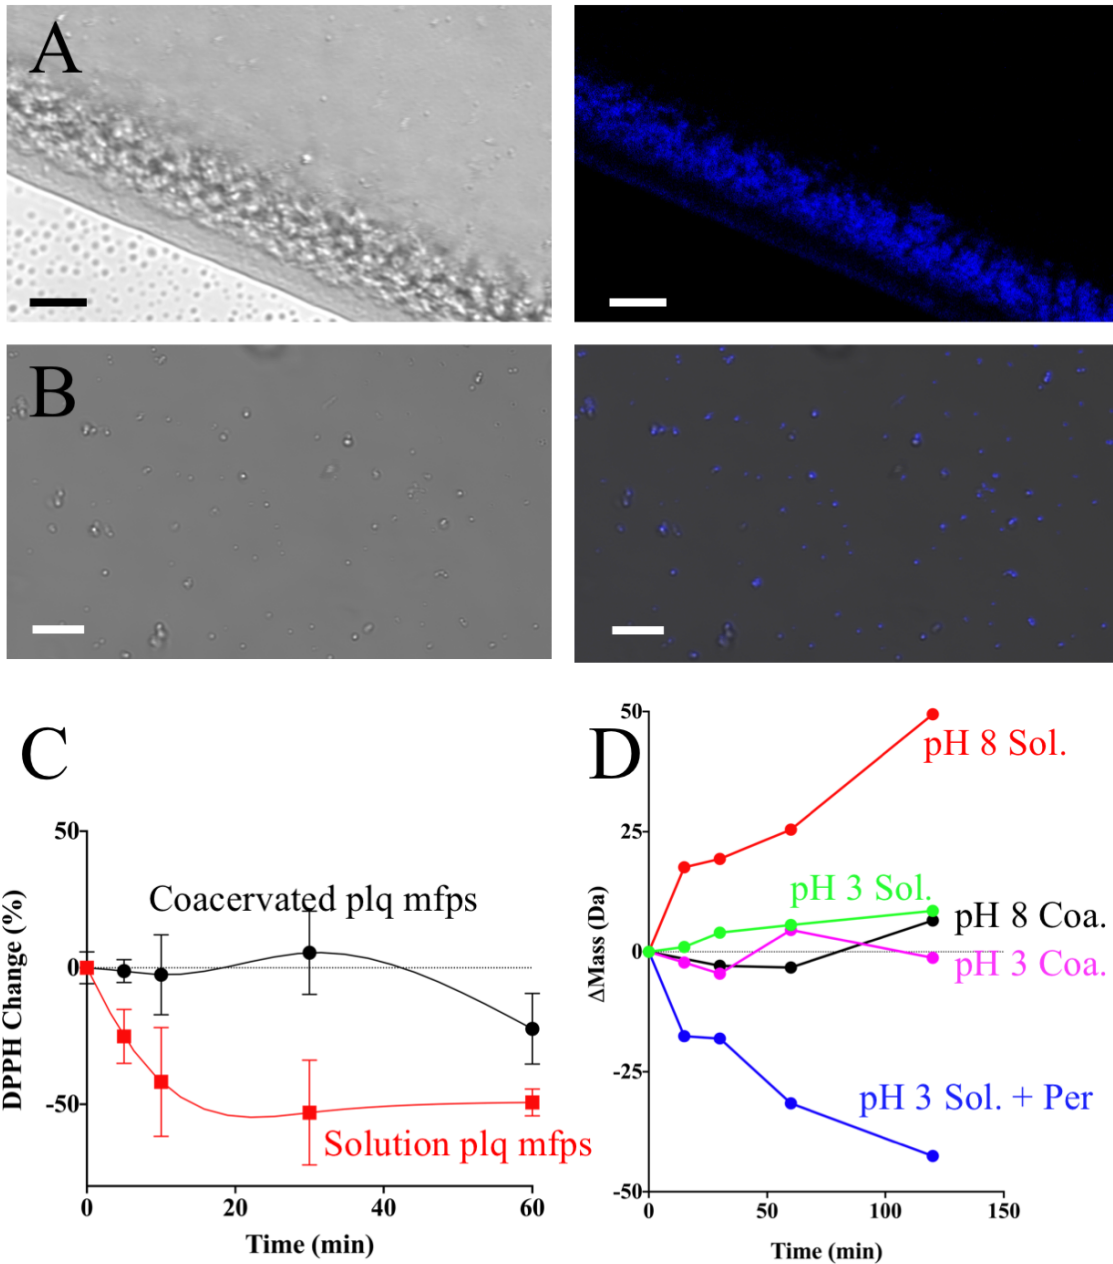 A
B
C
DPPH Change (%)
50
0
-50
Coacervated plq mfps
Solution plq mfps
0
20
40
60
Time (min)
D
ΔMass (Da)
50
25
0
-25
-50
pH 8 Sol.
pH 3 Sol.
pH 8 Coa.
pH 3 Coa.
pH 3 Sol. + Per
0
50
100
150
Time (min)